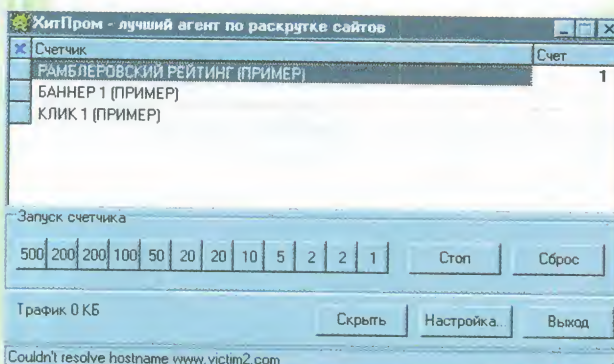 ХитПром - лучший агент по раскрутке сайтов
Счетчик Счет
РАМБЛЕРОВСКИЙ РЕЙТИНГ (ПРИМЕР) 1
БАННЕР 1 (ПРИМЕР)
КЛИК 1 (ПРИМЕР)
Запуск счетчика
500 200 200 100 50 20 20 10 5 2 2 1 Стоп Сброс
Трафик 0 КБ Скрыть Настройка.. Выход
Couldn't resolve hostname www.victim2.com